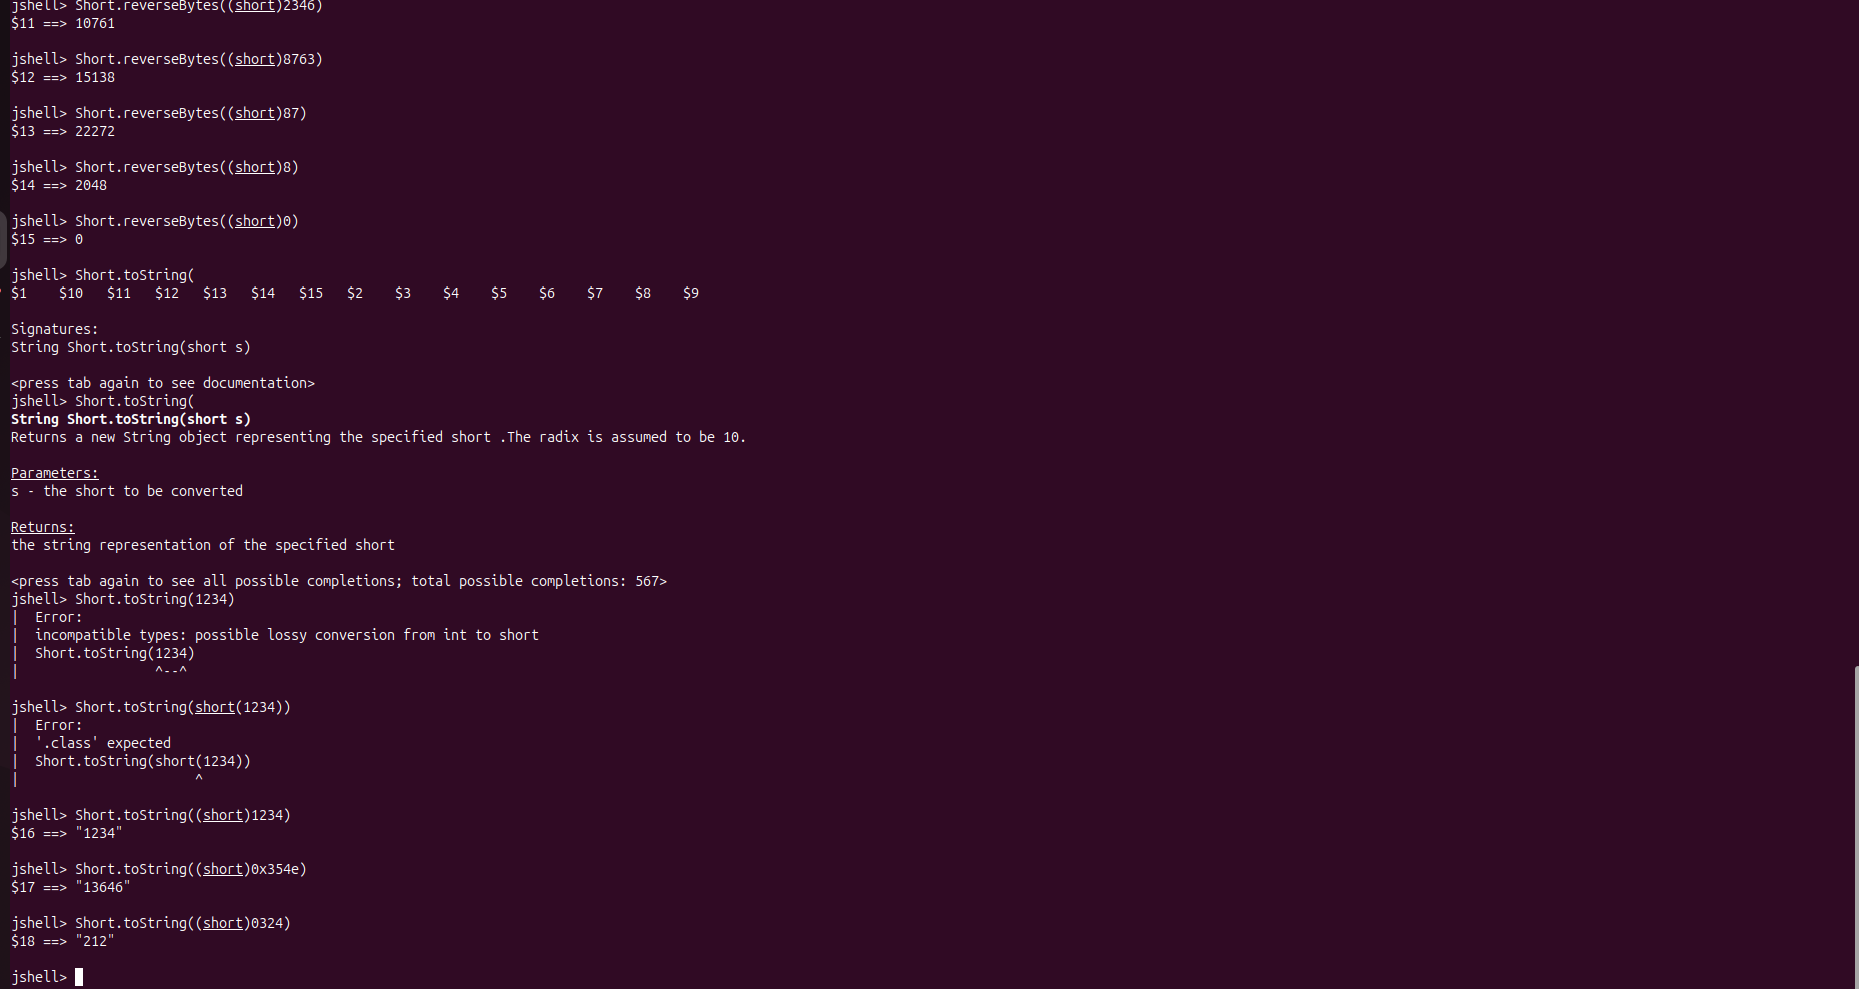 jshell> Short.reverseBytes((short)2346)
$11 ==> 10761
jshell> Short.reverseBytes((short)8763)
$12 ==> 15138
jshell> Short.reverseBytes((short)87)
$13 ==> 22272
jshell> Short.reverseBytes((short)8)
$14 ==> 2048
jshell> Short.reverseBytes((short)0)
$15 ==> 0
jshell> Short.toString(
$1    $10   $11   $12   $13   $14   $15   $2    $3    $4    $5    $6    $7    $8    $9
Signatures:
String Short.toString(short s)
<press tab again to see documentation>
jshell> Short.toString(
String Short.toString(short s)
Returns a new String object representing the specified short .The radix is assumed to be 10.
Parameters:
s - the short to be converted
Returns:
the string representation of the specified short
<press tab again to see all possible completions; total possible completions: 567>
jshell> Short.toString(1234)
|  Error:
|  incompatible types: possible lossy conversion from int to short
|  Short.toString(1234)
|                 ^--^
jshell> Short.toString(short(1234))
|  Error:
|  '.class' expected
|  Short.toString(short(1234))
|                      ^
jshell> Short.toString((short)1234)
$16 ==> "1234"
jshell> Short.toString((short)0x354e)
$17 ==> "13646"
jshell> Short.toString((short)0324)
$18 ==> "212"
jshell>